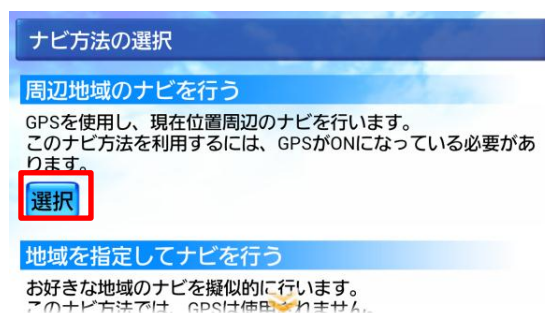 ナビ方法の選択
周辺地域のナビを行う
GPSを使用し、現在位置周辺のナビを行います。
このナビ方法を利用するには、GPSがONになっている必要があ
ります。
選択
地域を指定してナビを行う
お好きな地域のナビを擬似的に行います。
このナビ方法では、GPSは使用されません。